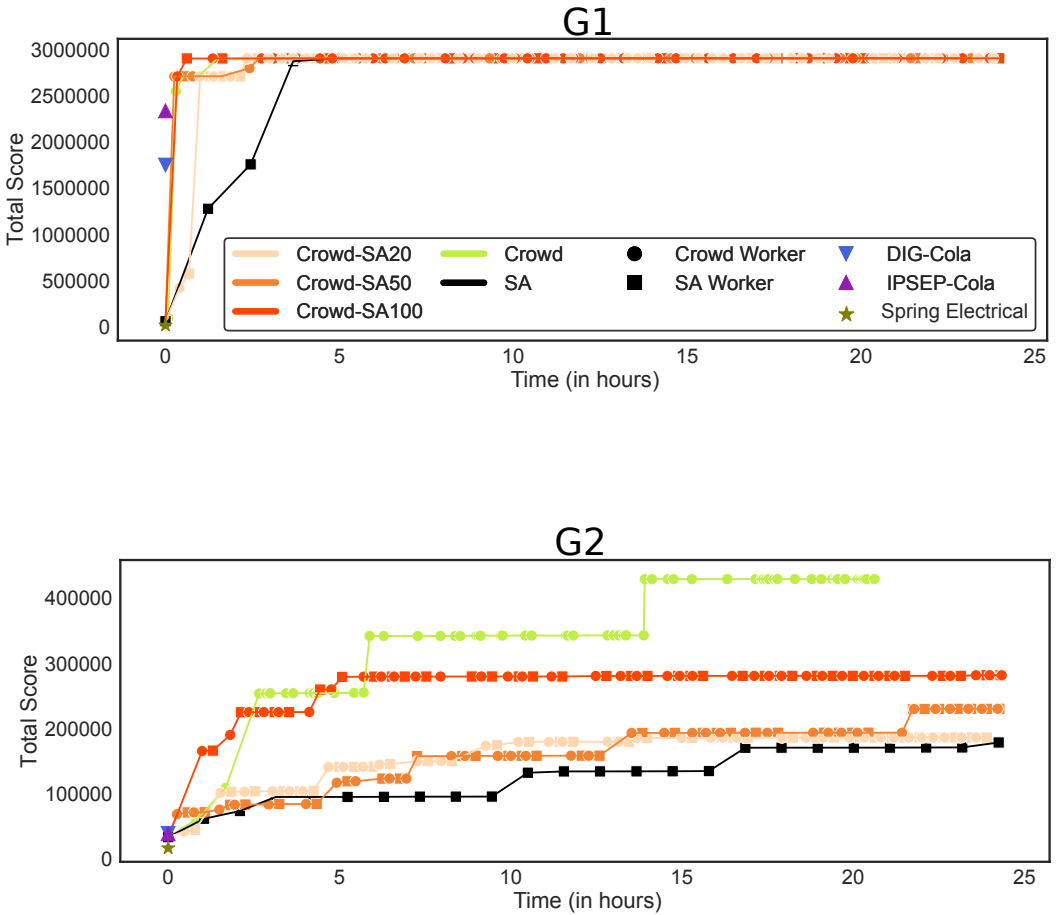 G1
3000000
2500000
2000000
1500000
1000000
500000
0
Total Score
Crowd-SA20 Crowd Crowd Worker DIG-Cola
Crowd-SA50 SA SA Worker IPSEP-Cola
Crowd-SA100 Spring Electrical
0 5 10 15 20 25
Time (in hours)
G2
400000
300000
200000
100000
0
Total Score
0 5 10 15 20 25
Time (in hours)